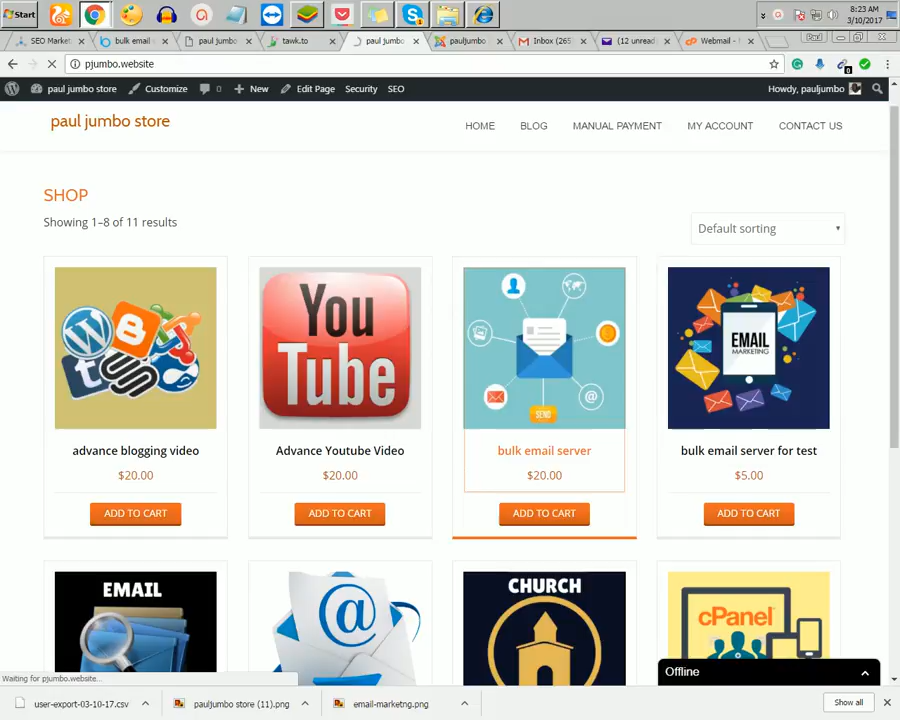 Start
8:23 AM
3/10/2017
SEO Market
bulk email
paul jumbo
tawk.to
paul jumb
pauljumbo
Inbox (265
(12 unread
Webmail -
Paul
pjumbo.website
paul jumbo store
Customize
0
New
Edit Page
Security
SEO
Howdy, pauljumbo
paul jumbo store
HOME
BLOG
MANUAL PAYMENT
MY ACCOUNT
CONTACT US
SHOP
Showing 1–8 of 11 results
Default sorting
You
Tube
SEND
EMAIL
MARKETING
advance blogging video
Advance Youtube Video
bulk email server
bulk email server for test
$20.00
$20.00
$20.00
$5.00
ADD TO CART
ADD TO CART
ADD TO CART
ADD TO CART
EMAIL
@
CHURCH
cPanel
Offline
Waiting for pjumbo.website...
user-export-03-10-17.csv
pauljumbo store (11).png
email-marketng.png
Show all